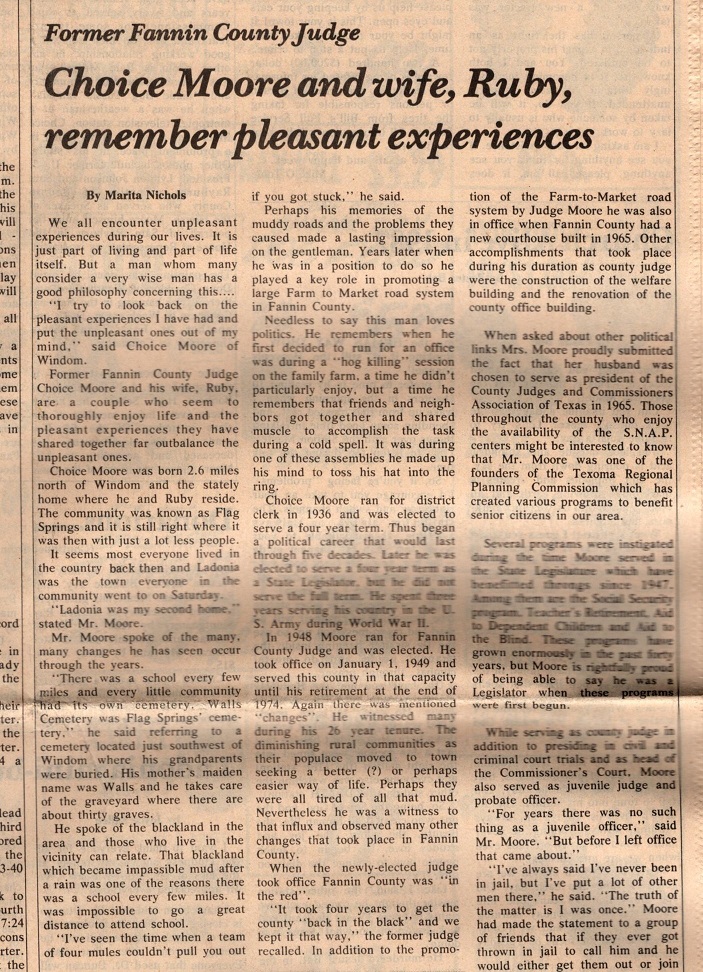 Former Fannin County Judge
Choice Moore and wife, Ruby,
remember pleasant experiences
By Marita Nichols
We all encounter unpleasant
experiences during our lives. It is
just part of living and part of life
itself. But a man whom many
consider a very wise man has a
good philosophy concerning this....
"I try to look back on the
pleasant experiences I have had and
put the unpleasant ones out of my
mind," said Choice Moore of
Windom.
Former Fannin County Judge
Choice Moore and his wife, Ruby,
are a couple who seem to
thoroughly enjoy life and the
pleasant experiences they have
shared together far outbalance the
unpleasant ones.
Choice Moore was born 2.6 miles
north of Windom and the stately
home where he and Ruby reside.
The community was known as Flag
Springs and it is still right where it
was then with just a lot less people.
It seems most everyone lived in
the country back then and Ladonia
was the town everyone in the
community went to on Saturday.
"Ladonia was my second home,"
stated Mr. Moore.
Mr. Moore spoke of the many,
many changes he has seen occur
through the years.
"There was a school every few
miles and every little community
had its own cemetery. Walls
Cemetery was Flag Springs' ceme-
tery," he said referring to a
cemetery located just southwest of
Windom where his grandparents
were buried. His mother's maiden
name was Walls and he takes care
of the graveyard where there are
about thirty graves.
He spoke of the blackland in the
area and those who live in the
vicinity can relate. That blackland
which became impassible mud after
a rain was one of the reasons there
was a school every few miles. It
was impossible to go a great
distance to attend school.
"I've seen the time when a team
of four mules couldn't pull you out
if you got stuck," he said.
Perhaps his memories of the
muddy roads and the problems they
caused made a lasting impression
on the gentleman. Years later when
he was in a position to do so he
played a key role in promoting a
large Farm to Market road system
in Fannin County.
Needless to say this man loves
politics. He remembers when he
first decided to run for an office
was during a "hog killing" session
on the family farm. a time he didn't
particularly enjoy, but a time he
remembers that friends and neigh-
bors got together and shared
muscle to accomplish the task
during a cold spell. It was during
one of these assemblies he made up
his mind to toss his hat into the
ring.
Choice Moore ran for district
clerk in 1936 and was elected to
serve a four year term. Thus began
a political career that would last
through five decades. Later he was
elected to serve a four year term as
a State Legislator, but he did not
serve the full term. He spent three
years serving his country in the U.
S. Army during World War II.
In 1948 Moore ran for Fannin
County Judge and was elected. He
took office on January 1, 1949 and
served this county in that capacity
until his retirement at the end of
1974. Again there was mentioned
"changes". He witnessed many
during his 26 year tenure. The
diminishing rural communities as
their populace moved to town
seeking a better (?) or perhaps
easier way of life. Perhaps they
were all tired of all that mud.
Nevertheless he was a witness to
that influx and observed many other
changes that took place in Fannin
County.
When the newly-elected judge
took office Fannin County was "in
the red".
"It took four years to get the
county "back in the black" and we
kept it that way," the former judge
recalled. In addition to the promo-
tion of the Farm-to-Market road
system by Judge Moore he was also
in office when Fannin County had a
new courthouse built in 1965. Other
accomplishments that took place
during his duration as county judge
were the construction of the welfare
building and the renovation of the
county office building.
When asked about other political
links Mrs. Moore proudly submitted
the fact that her husband was
chosen to serve as president of the
County Judges and Commissioners
Association of Texas in 1965. Those
throughout the county who enjoy
the availability of the S.N.A.P.
centers might be interested to know
that Mr. Moore was one of the
founders of the Texoma Regional
Planning Commission which has
created various programs to benefit
senior citizens in our area.
Several programs were instigated
during the time Moore served in
the State Legislature which have
benefitted throngs since 1947.
Among them are the Social Security
program, Teacher's Retirement, Aid
to Dependent Children and Aid to
the Blind. These programs have
grown enormously in the past forty
years, but Moore is rightfully proud
of being able to say he was a
Legislator when these programs
were first begun.
While serving as county judge in
addition to presiding in civil and
criminal court trials and as head of
the Commissioner's Court, Moore
also served as juvenile judge and
probate officer.
"For years there was no such
thing as a juvenile officer," said
Mr. Moore. "But before I left office
that came about."
"I've always said I've never been
in jail, but I've put a lot of other
men there," he said. "The truth of
the matter is I was once." Moore
had made the statement to a group
of friends that if they ever got
thrown in jail to call him and he
would either get them out or join